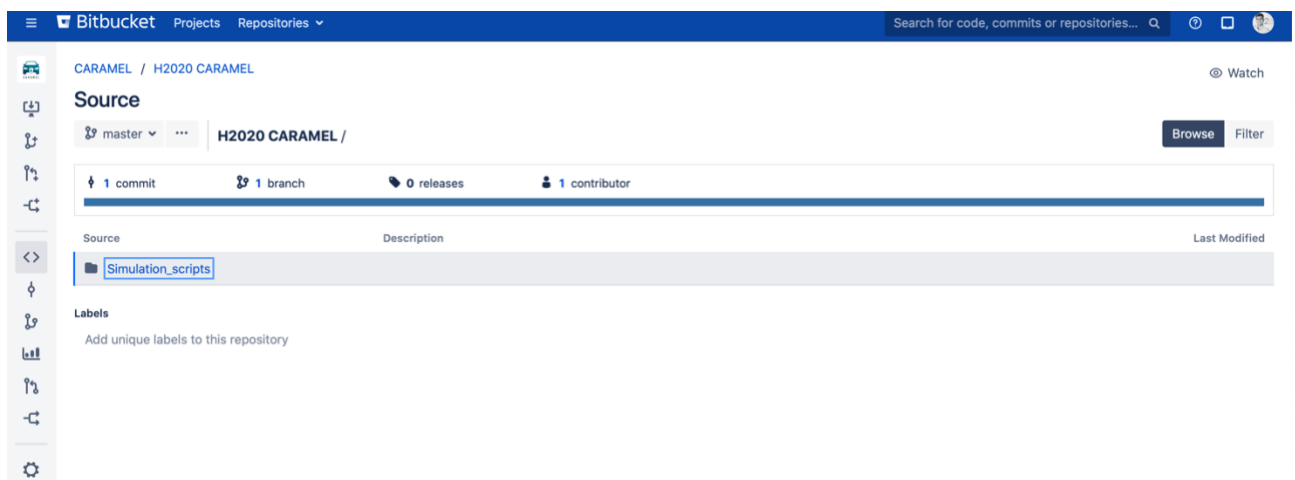 Bitbucket Projects Repositories Search for code, commits or repositories...
CARAMEL / H2020 CARAMEL
Watch
Source
master ... H2020 CARAMEL /
Browse Filter
1 commit 1 branch 0 releases 1 contributor
Source Description Last Modified
Simulation_scripts
Labels
Add unique labels to this repository